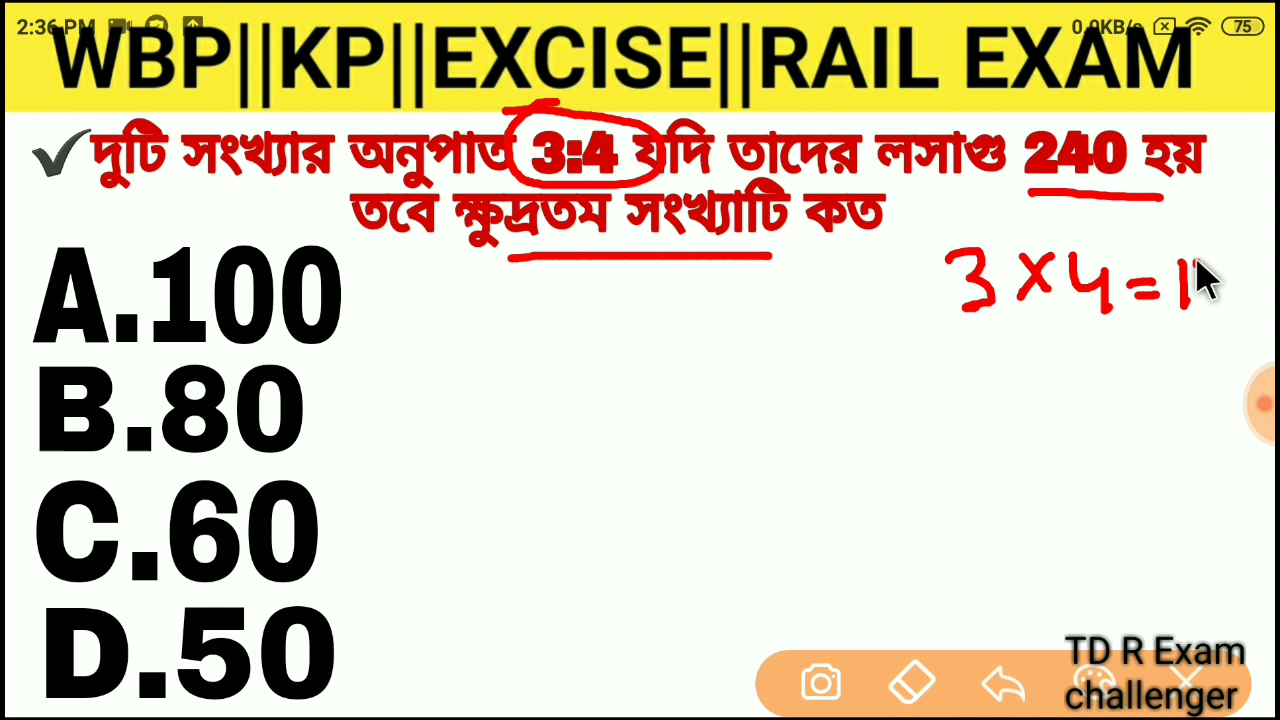 2:36 PM 0.0KB/s 75
WBP||KP||EXCISE||RAIL EXAM
✓দুটি সংখ্যার অনুপাত 3:4 যদি তাদের লসাগু 240 হয়
তবে ক্ষুদ্রতম সংখ্যাটি কত
3 × 4 = 1
A.100
B.80
C.60
D.50
TD R Exam
challenger